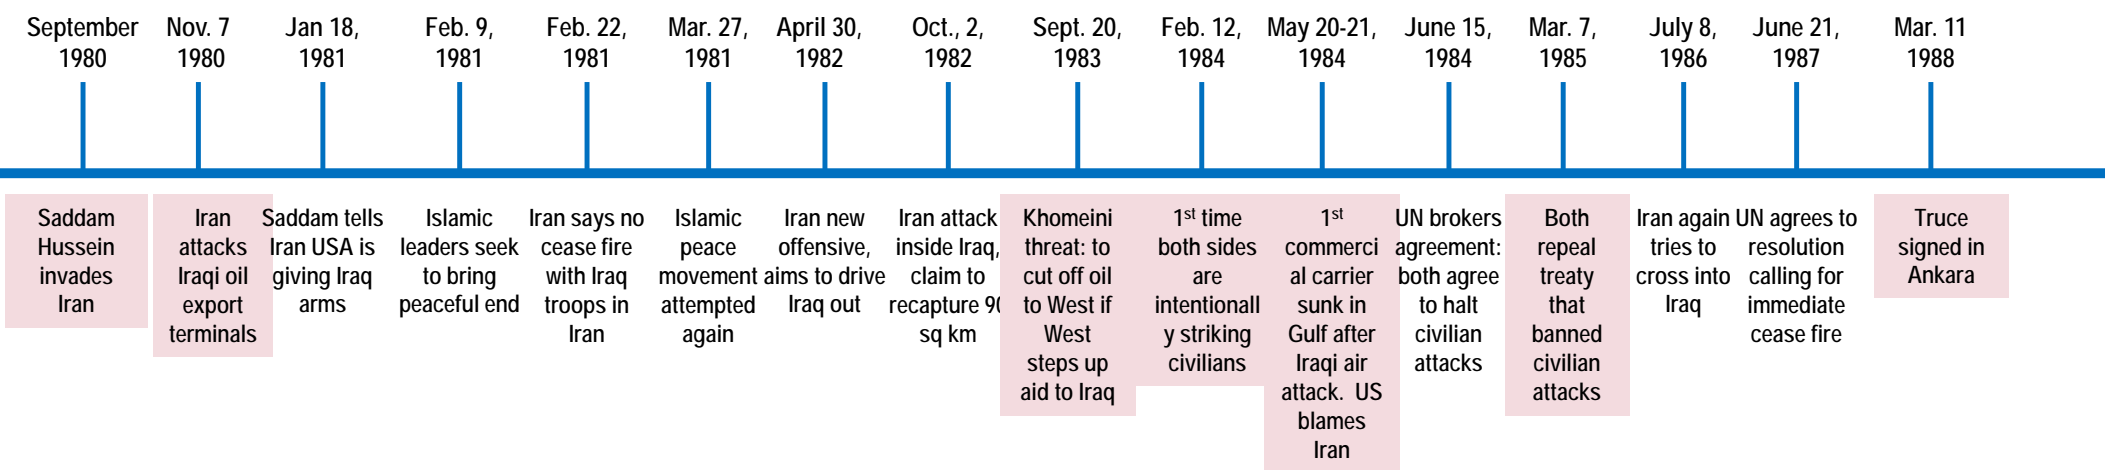 September
1980
Nov. 7
1980
Jan 18,
1981
Feb. 9,
1981
Feb. 22,
1981
Mar. 27,
1981
April 30,
1982
Oct., 2,
1982
Sept. 20,
1983
Feb. 12,
1984
May 20-21,
1984
June 15,
1984
Mar. 7,
1985
July 8,
1986
June 21,
1987
Mar. 11
1988
Saddam
Hussein
invades
Iran
Iran
attacks
Iraqi oil
export
terminals
Saddam tells
Iran USA is
giving Iraq
arms
Islamic
leaders seek
to bring
peaceful end
Iran says no
cease fire
with Iraq
troops in
Iran
Islamic
peace
movement
attempted
again
Iran new
offensive,
aims to drive
Iraq out
Iran attack
inside Iraq,
claim to
recapture 90
sq km
Khomeini
threat: to
cut off oil
to West if
West
steps up
aid to Iraq
1st time
both sides
are
intentionall
y striking
civilians
1st
commerci
al carrier
sunk in
Gulf after
Iraqi air
attack. US
blames
Iran
UN brokers
agreement:
both agree
to halt
civilian
attacks
Both
repeal
treaty
that
banned
civilian
attacks
Iran again
tries to
cross into
Iraq
UN agrees to
resolution
calling for
immediate
cease fire
Truce
signed in
Ankara